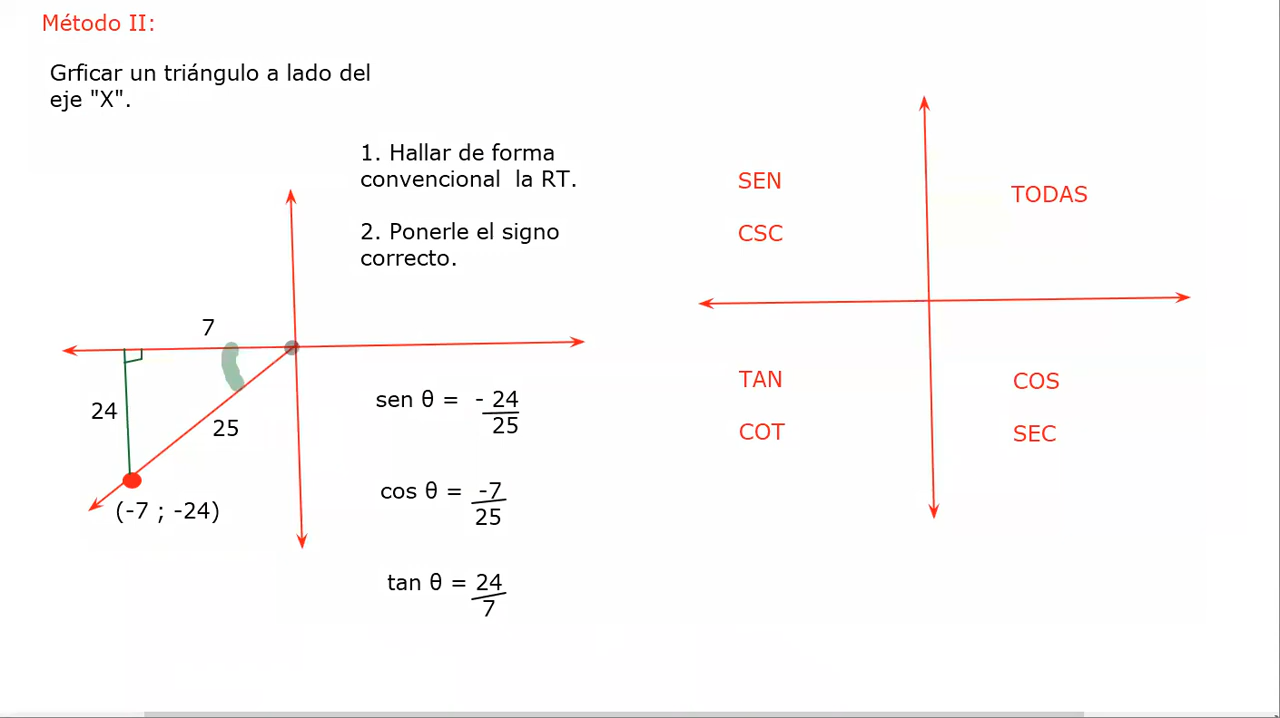 Método II:
Grficar un triángulo a lado del
eje "X".
1. Hallar de forma
convencional la RT.
2. Ponerle el signo
correcto.
7
24
25
(-7 ; -24)
sen θ = - 24
25
cos θ = -7
25
tan θ = 24
7
SEN
CSC
TODAS
TAN
COT
COS
SEC